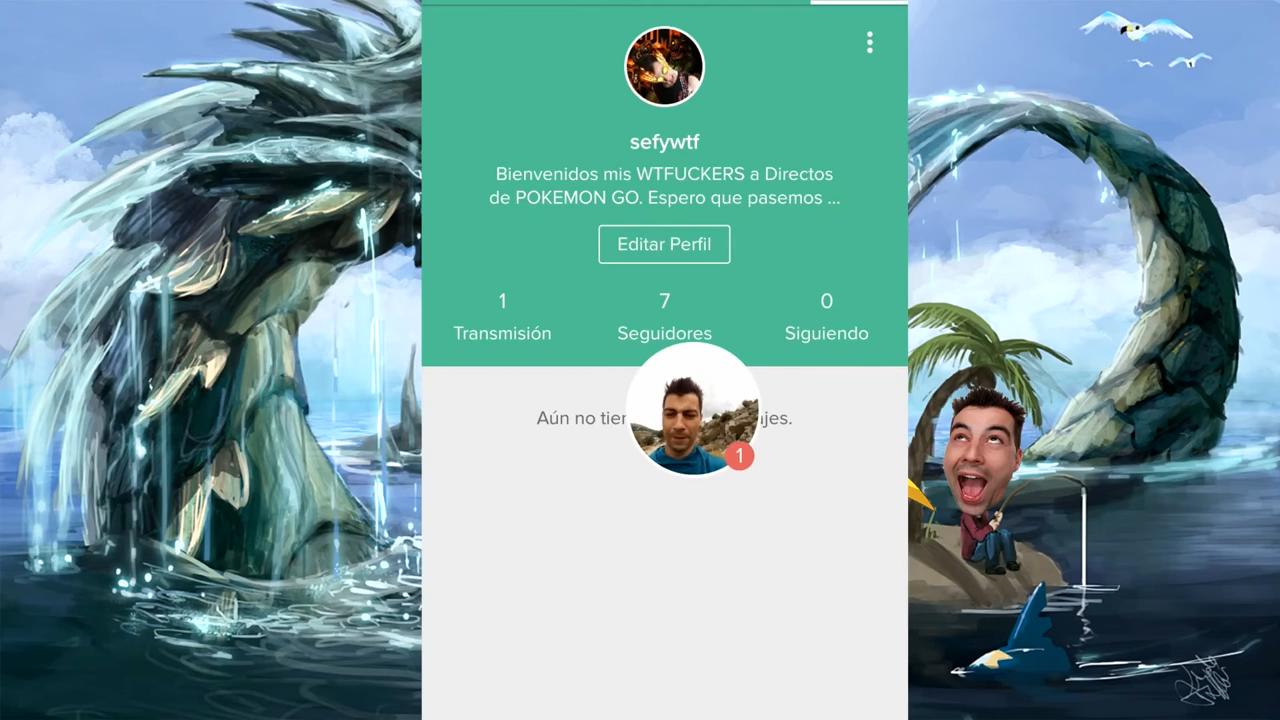 sefywtf
Bienvenidos mis WTFUCKERS a Directos
de POKEMON GO. Espero que pasemos ...
Editar Perfil
1 7 0
Transmisión Seguidores Siguiendo
Aún no tien jes.
1